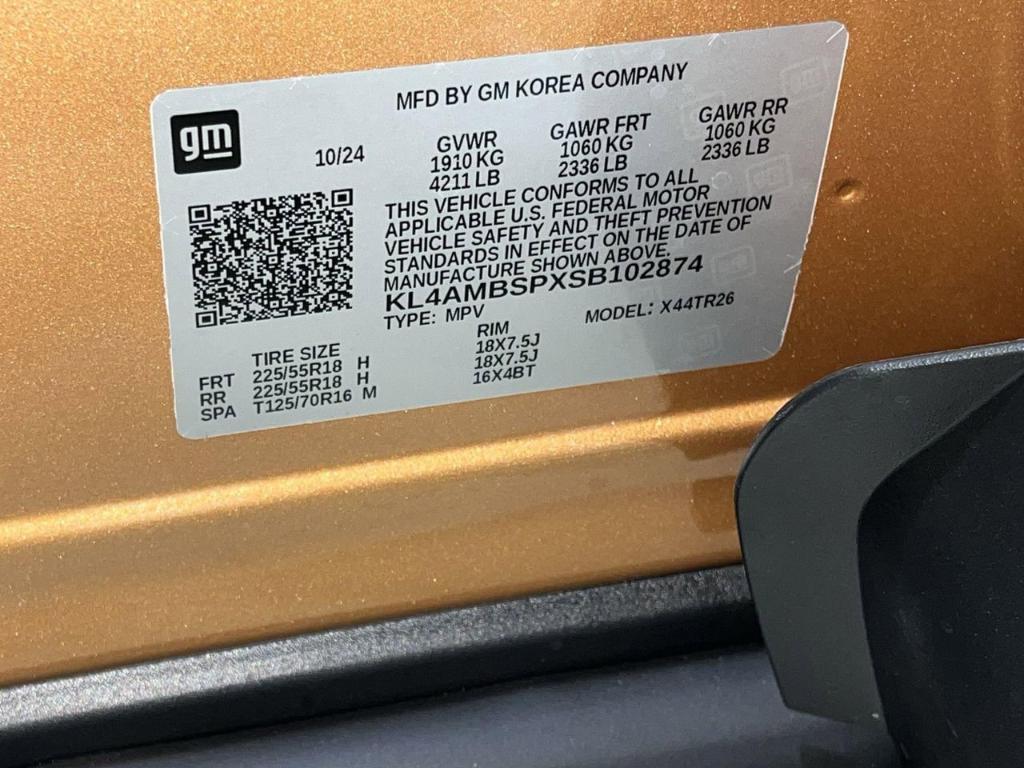 MFD BY GM KOREA COMPANY
gm
10/24
GVWR GAWR FRT GAWR RR
1910 KG 1060 KG 1060 KG
4211 LB 2336 LB 2336 LB
THIS VEHICLE CONFORMS TO ALL
APPLICABLE U.S. FEDERAL MOTOR
VEHICLE SAFETY AND THEFT PREVENTION
STANDARDS IN EFFECT ON THE DATE OF
MANUFACTURE SHOWN ABOVE.
KL4AMBSPXSB102874
TYPE: MPV MODEL: X44TR26
TIRE SIZE RIM
FRT 225/55R18 H 18X7.5J
RR 225/55R18 H 18X7.5J
SPA T125/70R16 M 16X4BT